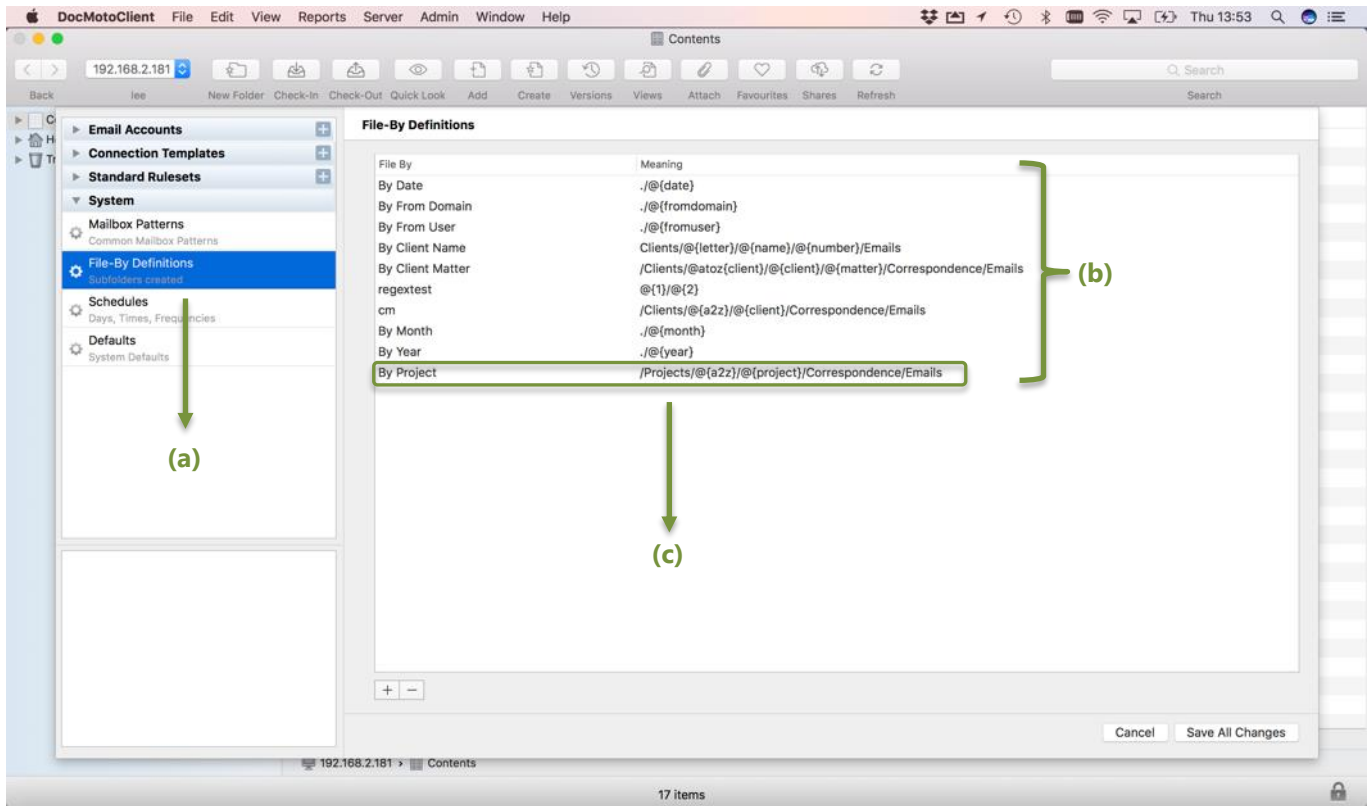 DocMotoClient File Edit View Reports Server Admin Window Help Thu 13:53
Contents
192.168.2.181 Search
Back lee New Folder Check-In Check-Out Quick Look Add Create Versions Views Attach Favourites Shares Refresh Search
C
H
Tr
Email Accounts
Connection Templates
Standard Rulesets
System
Mailbox Patterns
Common Mailbox Patterns
File-By Definitions
Subfolders created
Schedules
Days, Times, Frequencies
Defaults
System Defaults
(a)
File-By Definitions
File By Meaning
By Date ./@{date}
By From Domain ./@{fromdomain}
By From User ./@{fromuser}
By Client Name Clients/@{letter}/@{name}/@{number}/Emails
By Client Matter /Clients/@atoz{client}/@{client}/@{matter}/Correspondence/Emails
regextest @{1}/@{2}
cm /Clients/@{a2z}/@{client}/Correspondence/Emails
By Month ./@{month}
By Year ./@{year}
By Project /Projects/@{a2z}/@{project}/Correspondence/Emails
(b)
(c)
+ −
Cancel Save All Changes
192.168.2.181 › Contents
17 items